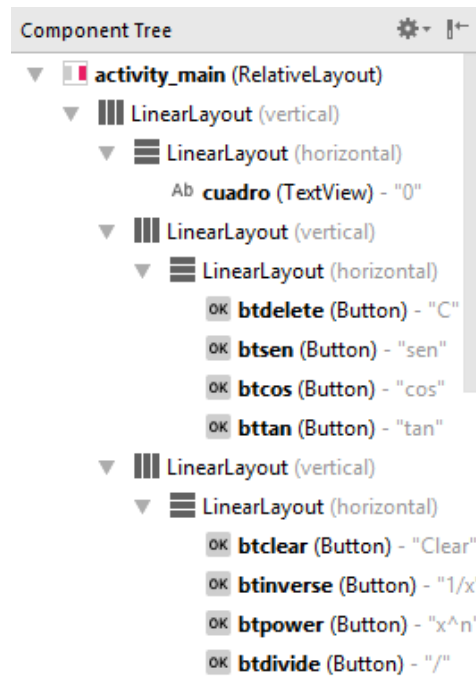 Component Tree
activity_main (RelativeLayout)
LinearLayout (vertical)
LinearLayout (horizontal)
Ab cuadro (TextView) - "0"
LinearLayout (vertical)
LinearLayout (horizontal)
OK btdelete (Button) - "C"
OK btsen (Button) - "sen"
OK btcos (Button) - "cos"
OK bttan (Button) - "tan"
LinearLayout (vertical)
LinearLayout (horizontal)
OK btclear (Button) - "Clear"
OK btinverse (Button) - "1/x
OK btpower (Button) - "x^n"
OK btdivide (Button) - "/"